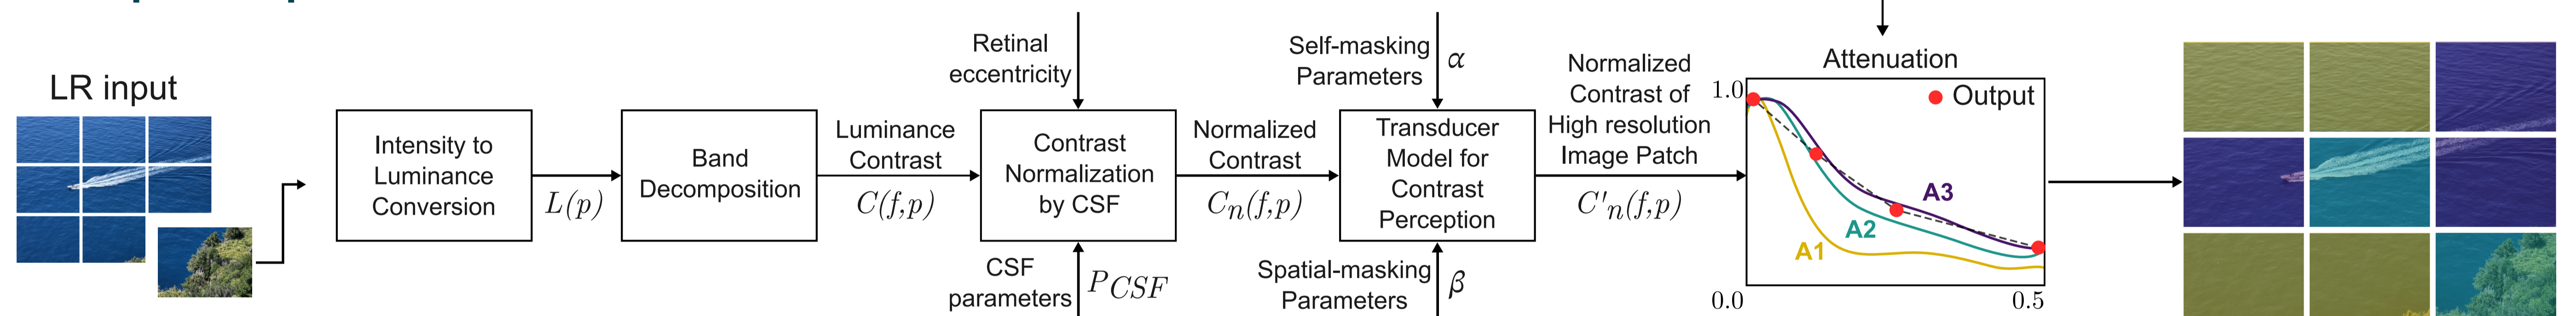 LR input
Intensity to
Luminance
Conversion
L(p)
Band
Decomposition
Luminance
Contrast
C(f,p)
Retinal
eccentricity
Contrast
Normalization
by CSF
CSF
parameters
P_CSF
Normalized
Contrast
C_n(f,p)
Self-masking
Parameters
α
Transducer
Model for
Contrast
Perception
Spatial-masking
Parameters
β
Normalized
Contrast of
High resolution
Image Patch
C'_n(f,p)
Attenuation
1.0
Output
A3
A2
A1
0.0
0.5